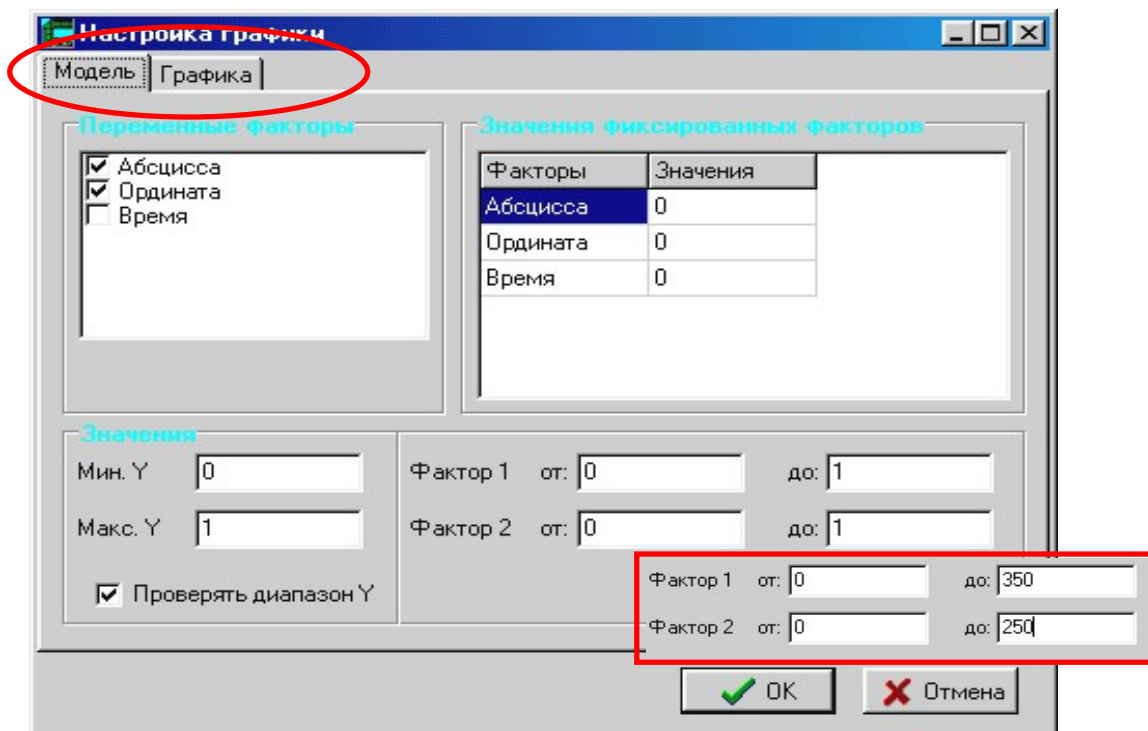 Настройка графики
Модель Графика
Переменные факторы
Абсцисса
Ордината
Время
Значения фиксированных факторов
Факторы Значения
Абсцисса 0
Ордината 0
Время 0
Значения
Мин. Y 0
Макс. Y 1
Проверять диапазон Y
Фактор 1 от: 0 до: 1
Фактор 2 от: 0 до: 1
Фактор 1 от: 0 до: 350
Фактор 2 от: 0 до: 250
OK Отмена